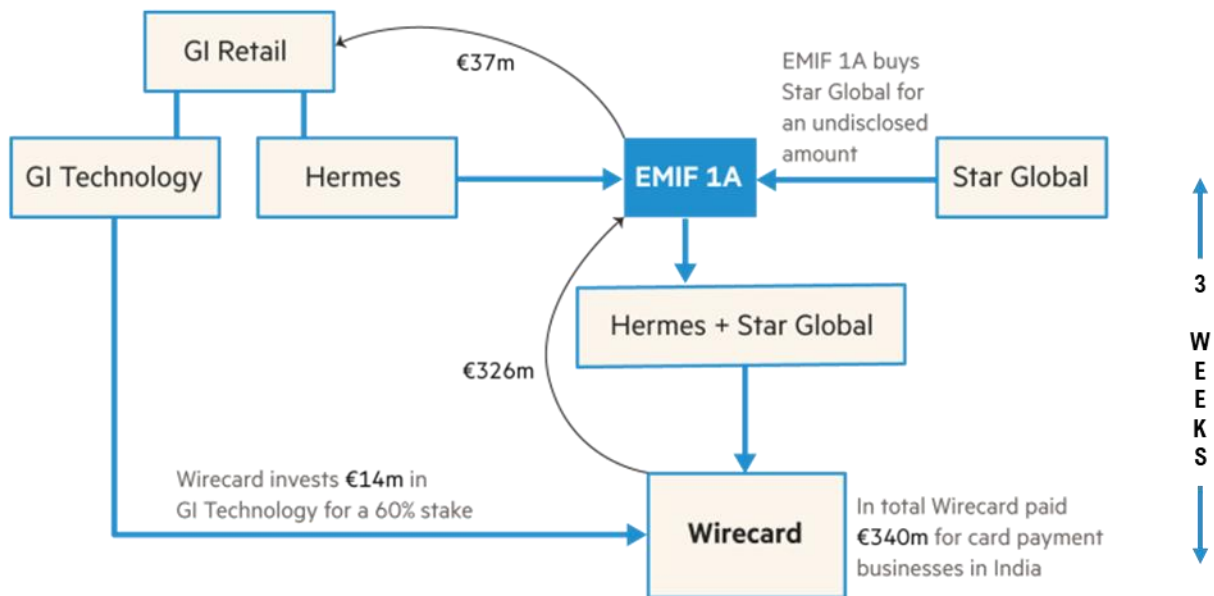 GI Retail
€37m
EMIF 1A buys
Star Global for
an undisclosed
amount
GI Technology
Hermes
EMIF 1A
Star Global
3
W
E
E
K
S
Hermes + Star Global
€326m
Wirecard invests €14m in
GI Technology for a 60% stake
Wirecard
In total Wirecard paid
€340m for card payment
businesses in India